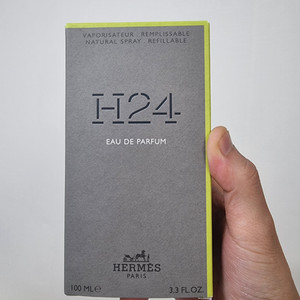 VAPORISATEUR REMPLISSABLE
NATURAL SPRAY REFILLABLE
H24
EAU DE PARFUM
HERMÈS
PARIS
100 ML℮ 3.3 FL.OZ.